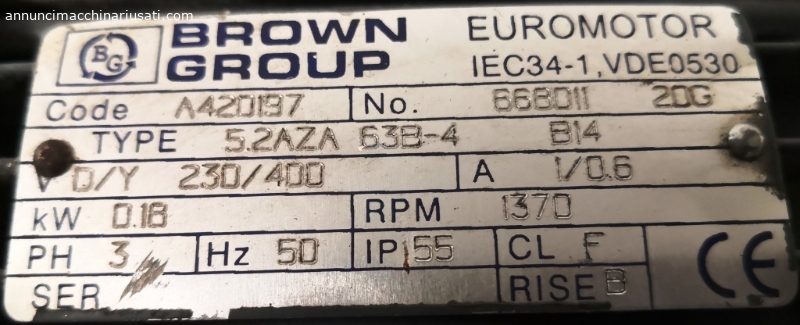 annuncimacchinariusati.com
BG BROWN GROUP EUROMOTOR
IEC34-1, VDE0530
Code A420197 No. 668011 20G
TYPE 5.2AZA 63B-4 B14
V D/Y 230/400 A 1/0.6
kW 0.18 RPM 1370
PH 3 Hz 50 IP 55 CL F CE
SER RISE B